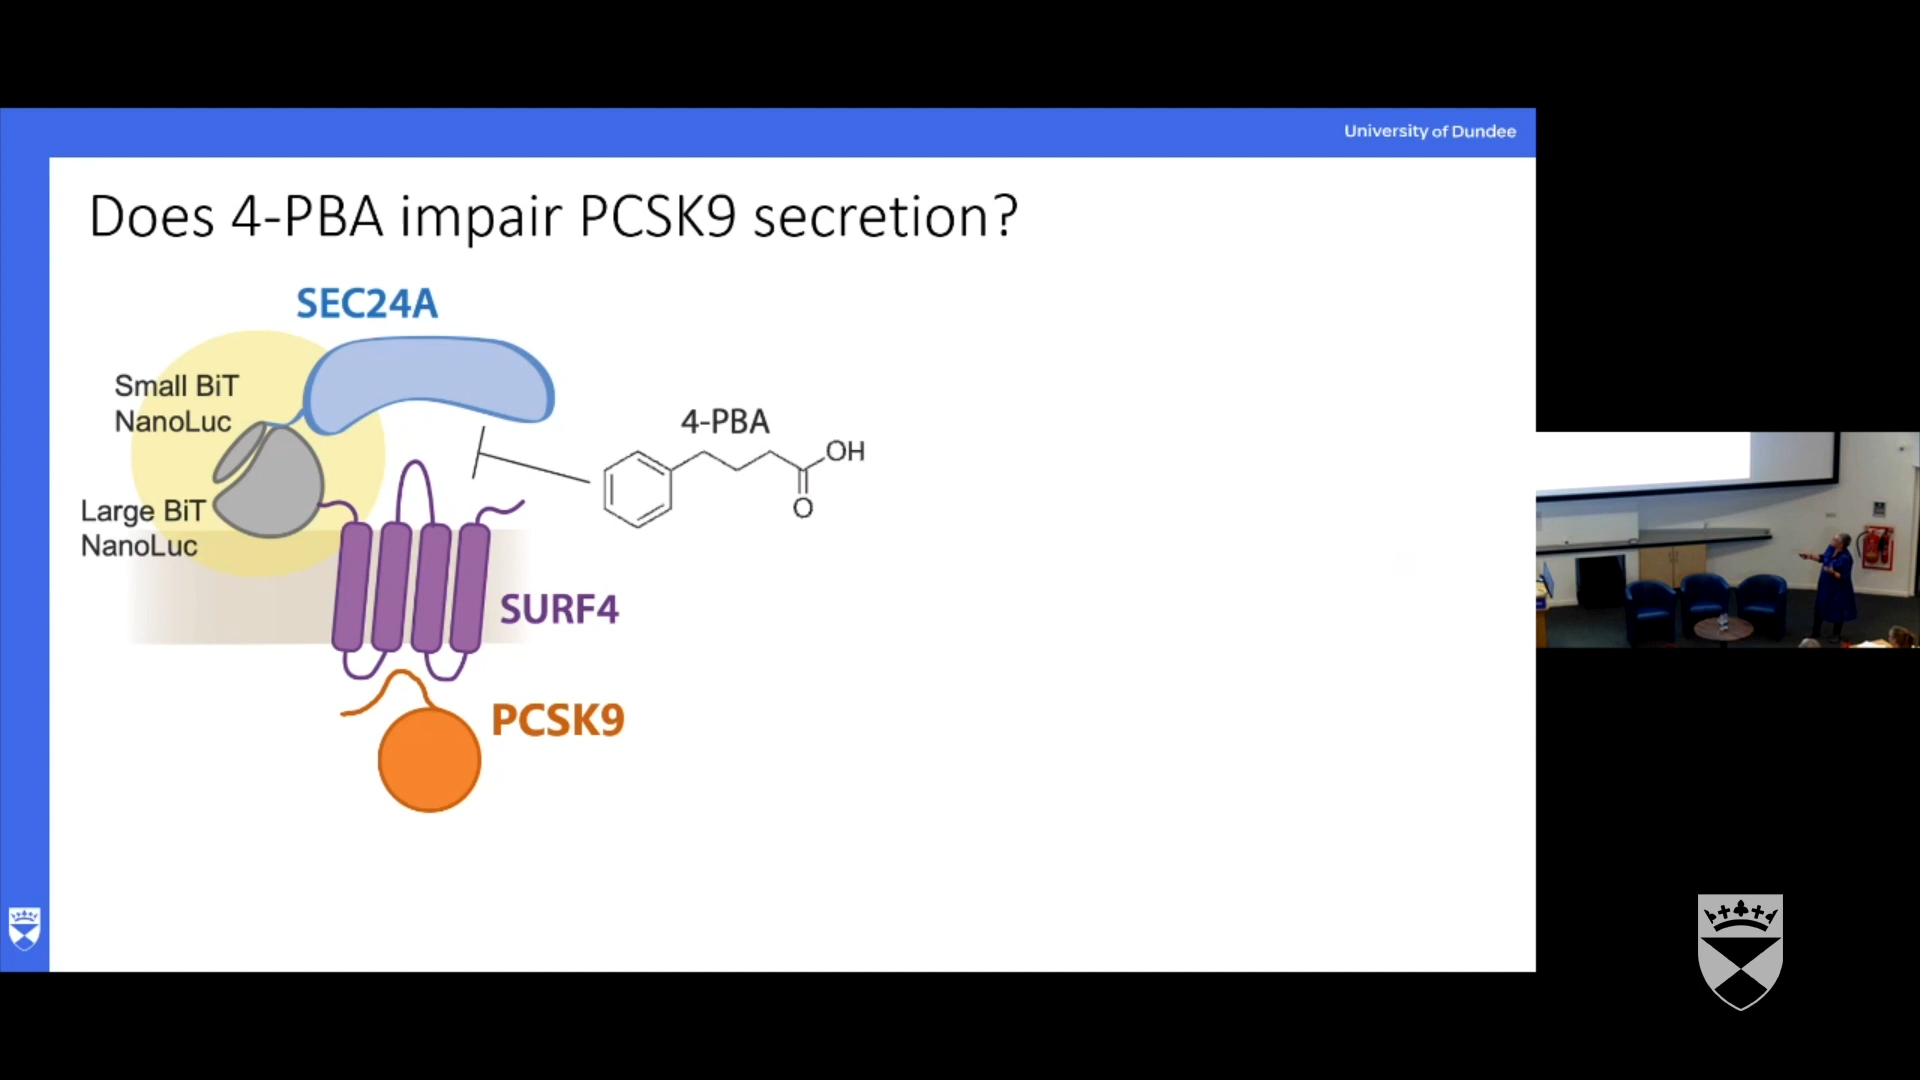 University of Dundee
Does 4-PBA impair PCSK9 secretion?
SEC24A
Small BiT
NanoLuc
4-PBA
OH
O
Large BiT
NanoLuc
SURF4
PCSK9